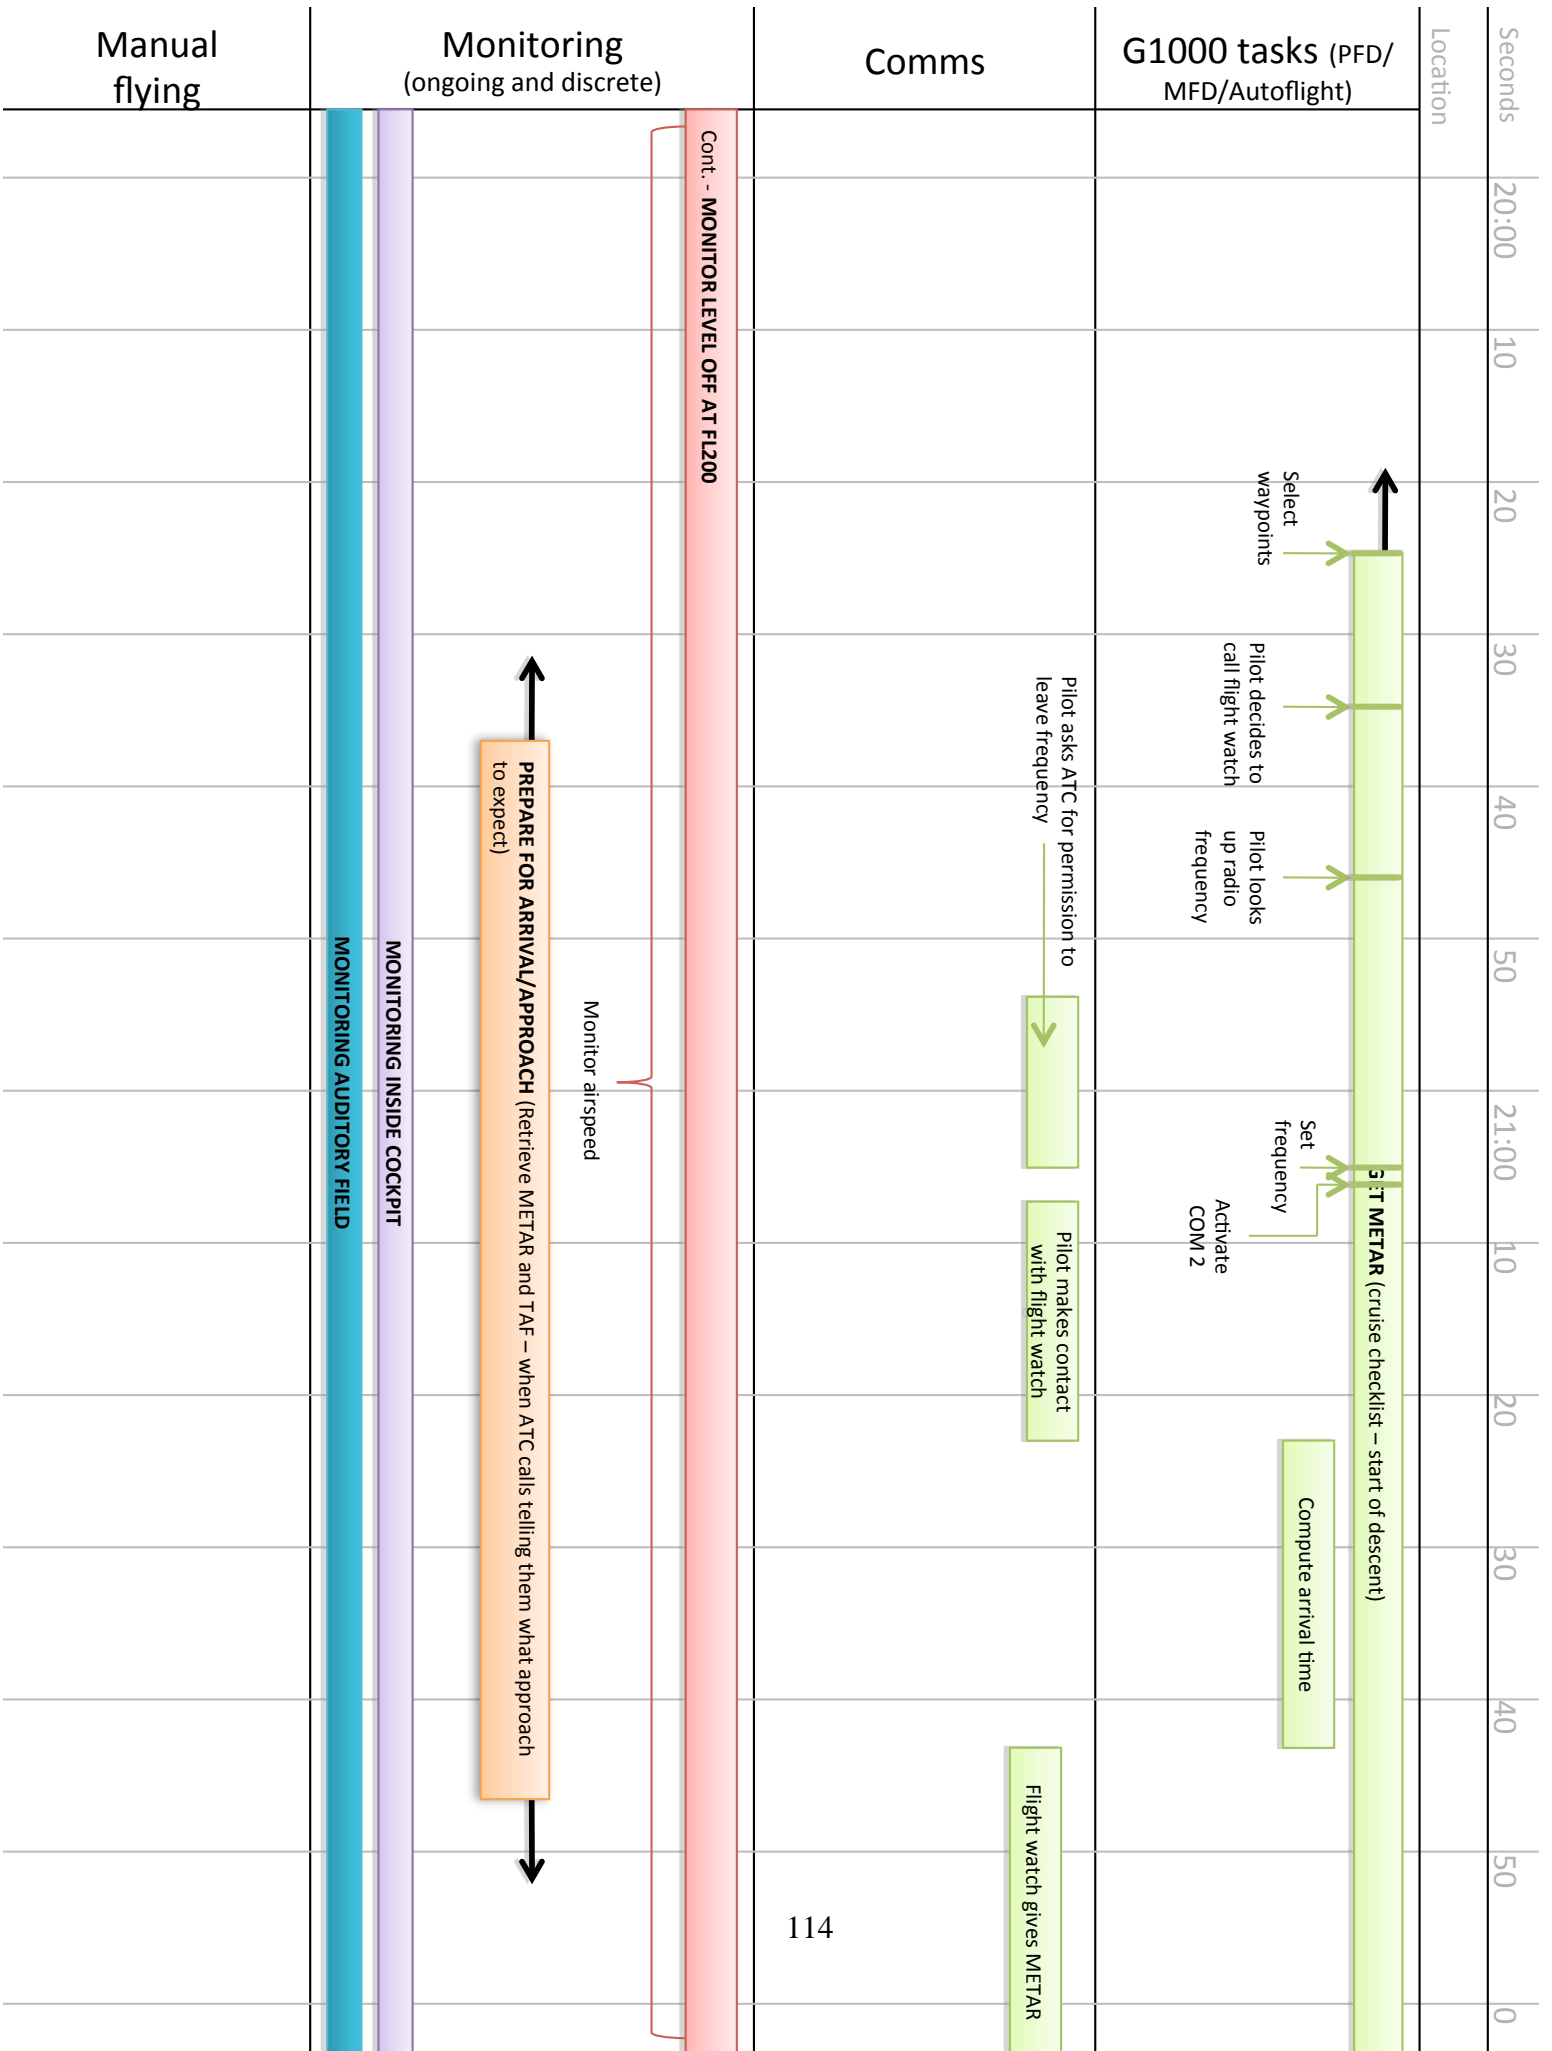 Seconds
20:00
10
20
30
40
50
21:00
10
20
30
40
50
0
Location
G1000 tasks (PFD/
MFD/Autoflight)
Select
waypoints
Pilot decides to
call flight watch
Pilot looks
up radio
frequency
Set
frequency
Activate
COM 2
GET METAR (cruise checklist – start of descent)
Compute arrival time
Comms
Pilot asks ATC for permission to
leave frequency
Pilot makes contact
with flight watch
Flight watch gives METAR
Monitoring
(ongoing and discrete)
Cont. - MONITOR LEVEL OFF AT FL200
Monitor airspeed
PREPARE FOR ARRIVAL/APPROACH (Retrieve METAR and TAF – when ATC calls telling them what approach
to expect)
MONITORING INSIDE COCKPIT
MONITORING AUDITORY FIELD
Manual
flying
114